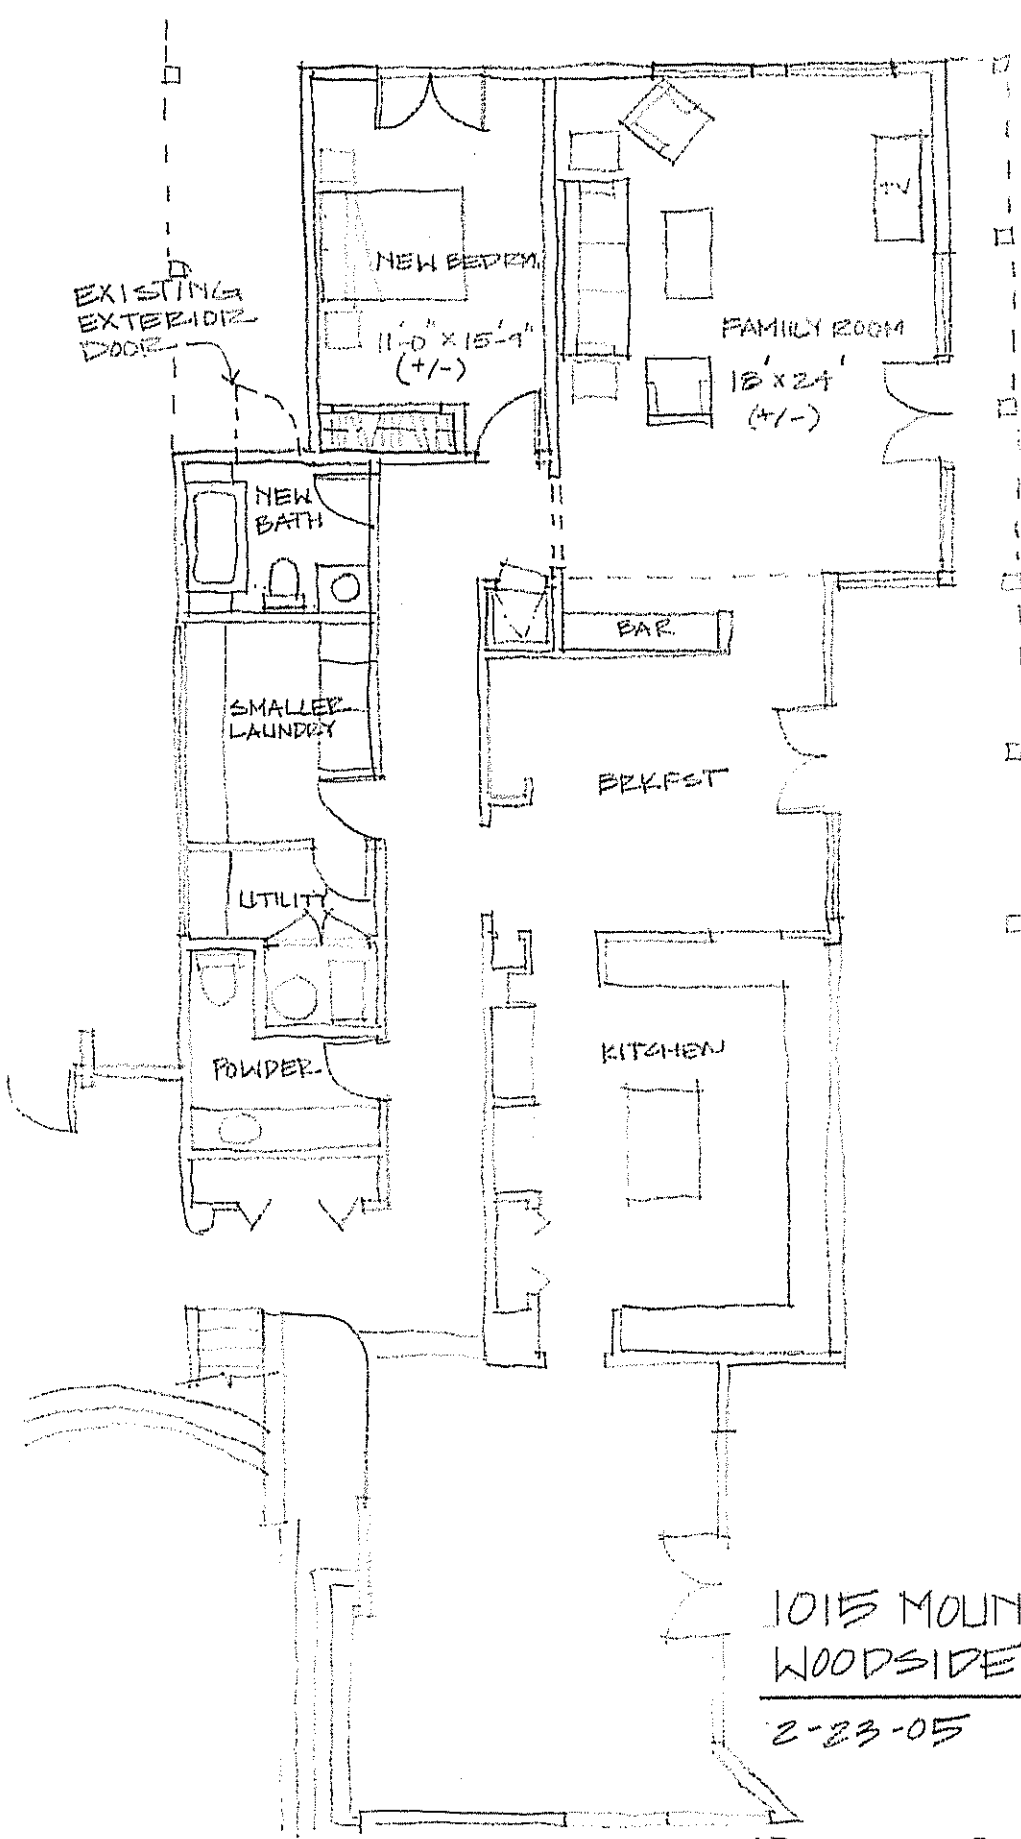 EXISTING
EXTERIOR
DOOR
NEW BEDRM.
11'-0" X 15'-9"
(+/-)
TV
FAMILY ROOM
18' X 24'
(+/-)
NEW
BATH
BAR
SMALLER
LAUNDRY
BRKFST
UTILITY
POWDER
KITCHEN
1015 MOUN
WOODSIDE
2-23-05